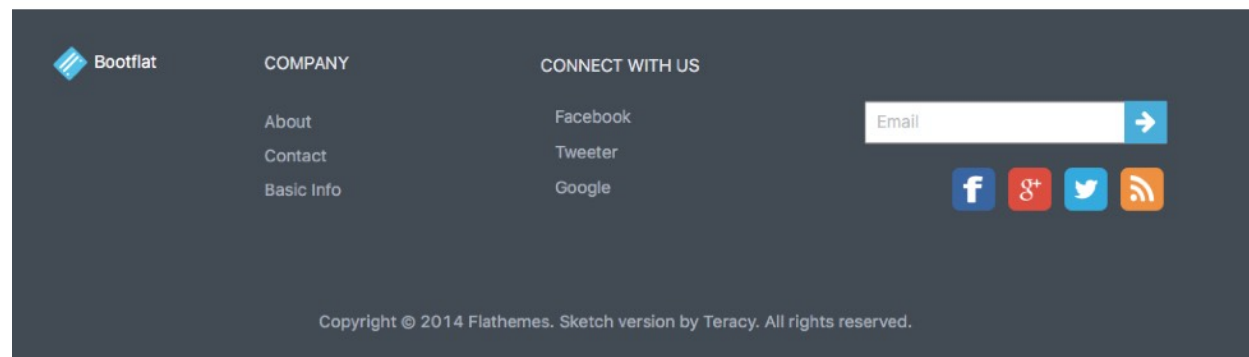 Bootflat
COMPANY
About
Contact
Basic Info
CONNECT WITH US
Facebook
Tweeter
Google
Email
f
g+
Copyright © 2014 Flathemes. Sketch version by Teracy. All rights reserved.